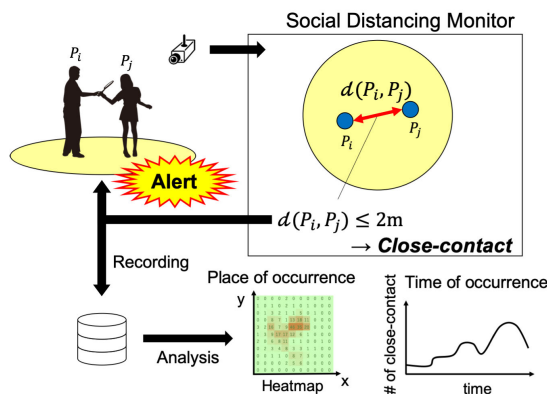 Social Distancing Monitor
P_i
P_j
d(P_i, P_j)
P_i
P_j
Alert
d(P_i, P_j) ≤ 2m
→ Close-contact
Recording
Place of occurrence
Time of occurrence
y
x
Heatmap
Analysis
# of close-contact
time